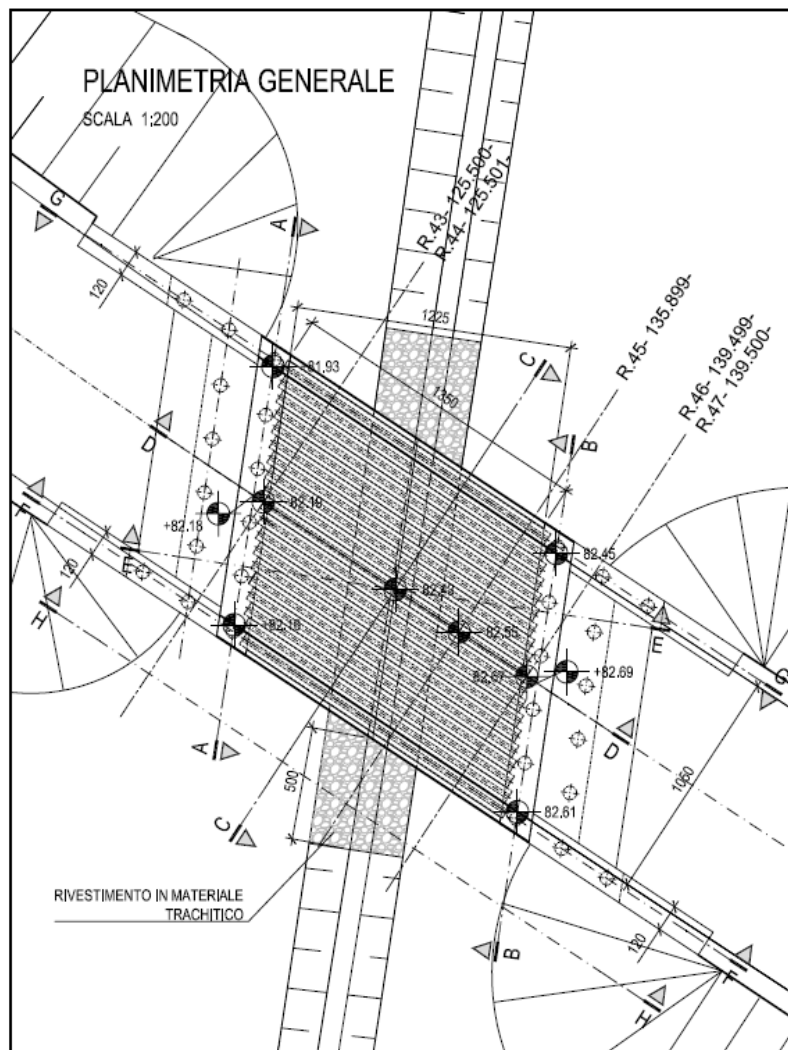 PLANIMETRIA GENERALE
SCALA 1:200
R.43- 125.500-
R.44- 125.501-
R.45- 135.899-
R.46- 139.499-
R.47- 139.500-
G
A
120
1225
1350
C
B
81.93
D
82.19
+82.18
F
E
120
H
82.45
82.43
+82.18
82.55
82.67
+82.69
E
G
D
A
500
C
82.61
1060
RIVESTIMENTO IN MATERIALE
TRACHITICO
120
B
F
H